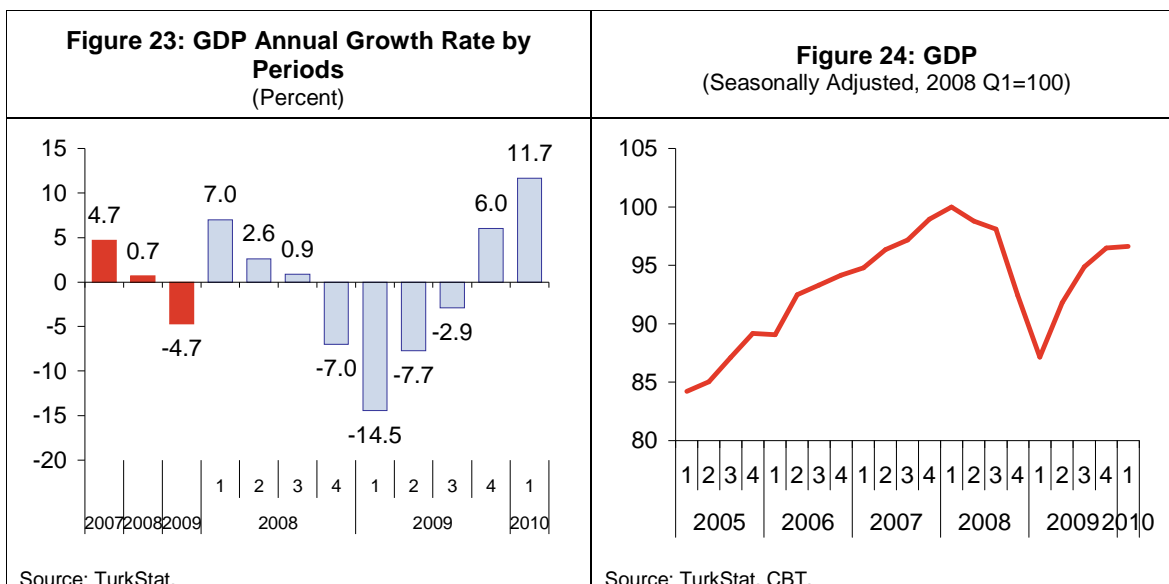 Figure 23: GDP Annual Growth Rate by
Periods
(Percent)
15
10
5
0
-5
-10
-15
-20
4.7
0.7
-4.7
7.0
2.6
0.9
-7.0
-14.5
-7.7
-2.9
6.0
11.7
1 2 3 4 1 2 3 4 1
2007 2008 2009 2008 2009 2010
Source: TurkStat.
Figure 24: GDP
(Seasonally Adjusted, 2008 Q1=100)
105
100
95
90
85
80
1 2 3 4 1 2 3 4 1 2 3 4 1 2 3 4 1 2 3 4 1
2005 2006 2007 2008 2009 2010
Source: TurkStat, CBT.